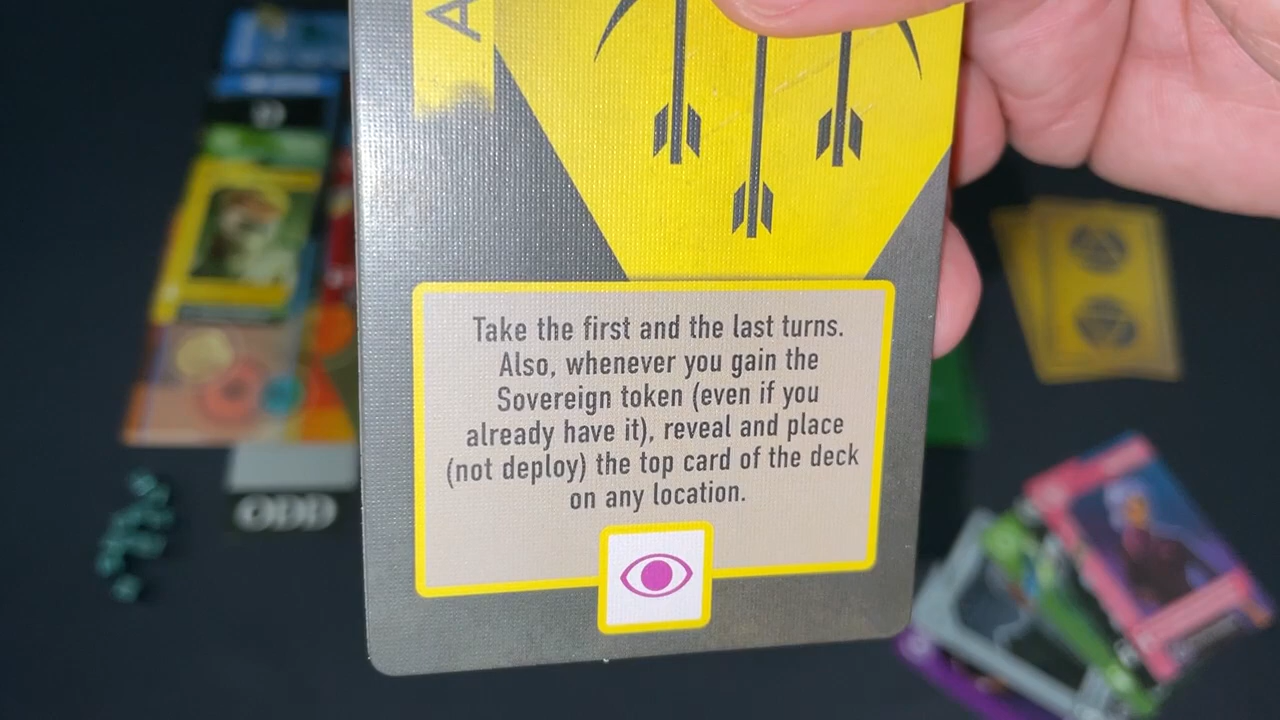 A
Take the first and the last turns.
Also, whenever you gain the
Sovereign token (even if you
already have it), reveal and place
(not deploy) the top card of the deck
on any location.
ODD